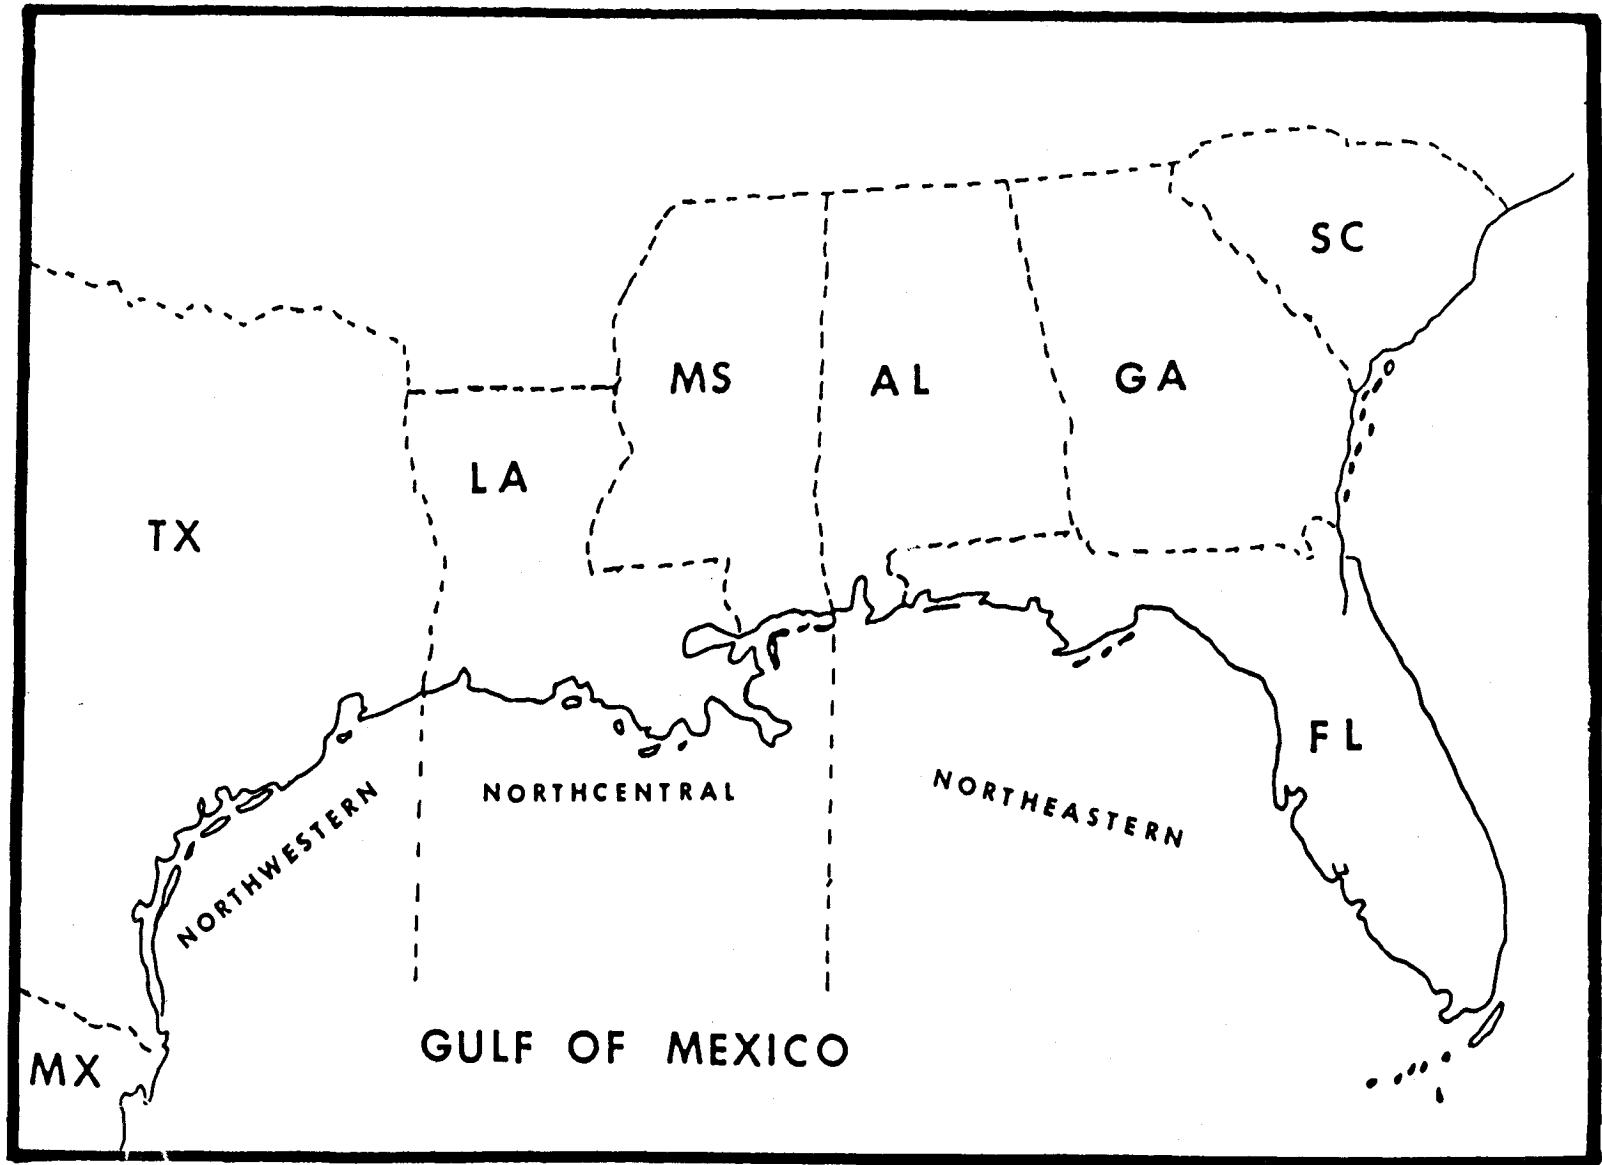 SC
MS
AL
GA
LA
TX
FL
NORTHCENTRAL
NORTHEASTERN
NORTHWESTERN
GULF OF MEXICO
MX